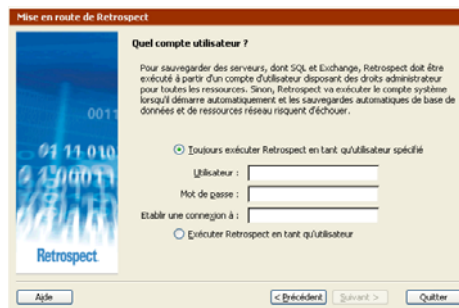 Mise en route de Retrospect
Quel compte utilisateur ?
Pour sauvegarder des serveurs, dont SQL et Exchange, Retrospect doit être
exécuté à partir d'un compte d'utilisateur disposant des droits administrateur
pour toutes les ressources. Sinon, Retrospect va exécuter le compte système
lorsqu'il démarre automatiquement et les sauvegardes automatiques de base de
données et de ressources réseau risquent d'échouer.
0011
01 11 010
Toujours exécuter Retrospect en tant qu'utilisateur spécifié
Utilisateur :
Mot de passe :
Etablir une connexion à :
Exécuter Retrospect en tant qu'utilisateur
Retrospect
Aide
< Précédent
Suivant >
Quitter